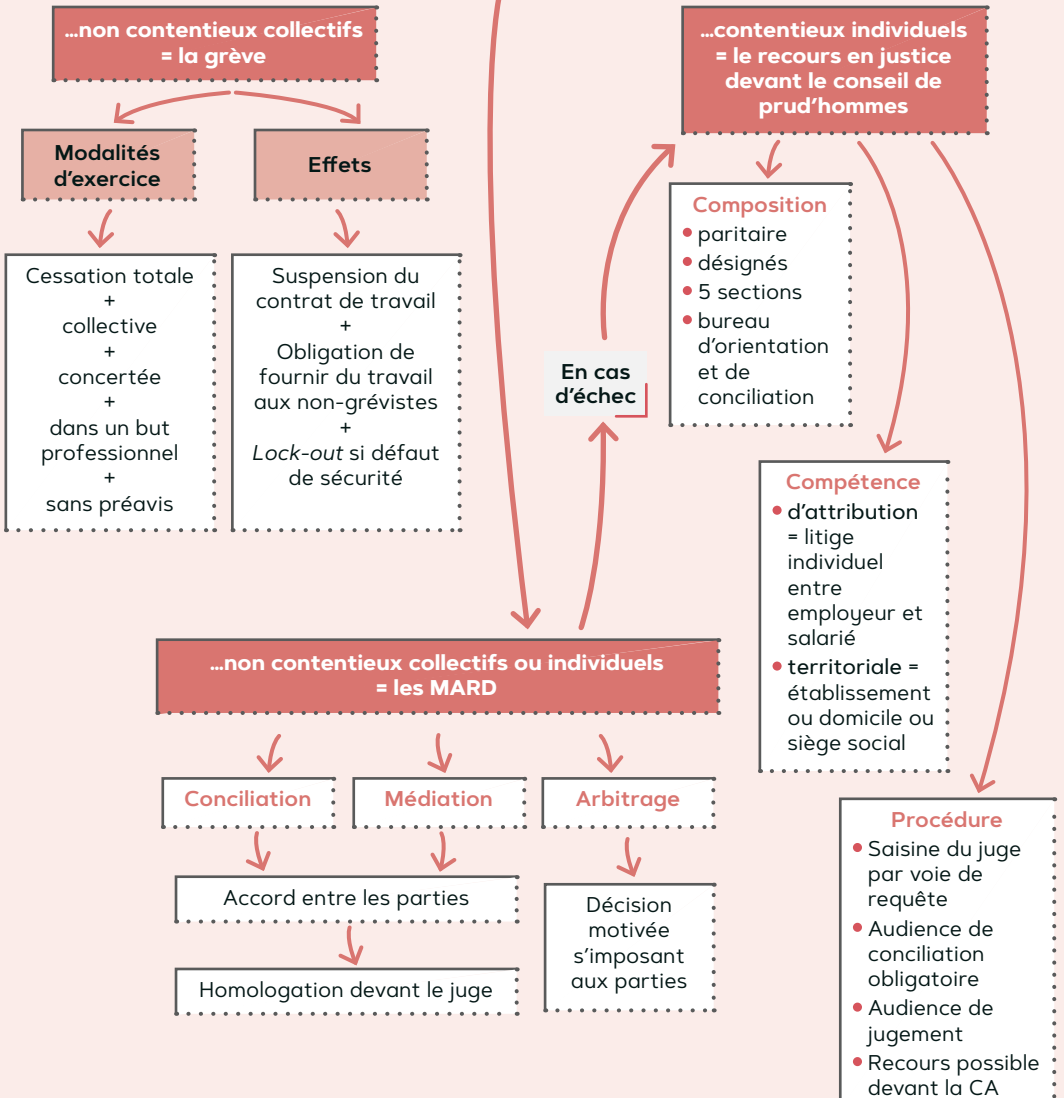 ...non contentieux collectifs
= la grève
Modalités
d'exercice
Effets
Cessation totale
+
collective
+
concertée
+
dans un but
professionnel
+
sans préavis
Suspension du
contrat de travail
+
Obligation de
fournir du travail
aux non-grévistes
+
Lock-out si défaut
de sécurité
...contentieux individuels
= le recours en justice
devant le conseil de
prud'hommes
Composition
• paritaire
• désignés
• 5 sections
• bureau
d'orientation
et de
conciliation
En cas
d'échec
Compétence
• d'attribution
= litige
individuel
entre
employeur et
salarié
• territoriale =
établissement
ou domicile ou
siège social
Procédure
• Saisine du juge
par voie de
requête
• Audience de
conciliation
obligatoire
• Audience de
jugement
• Recours possible
devant la CA
...non contentieux collectifs ou individuels
= les MARD
Conciliation
Médiation
Arbitrage
Accord entre les parties
Homologation devant le juge
Décision
motivée
s'imposant
aux parties